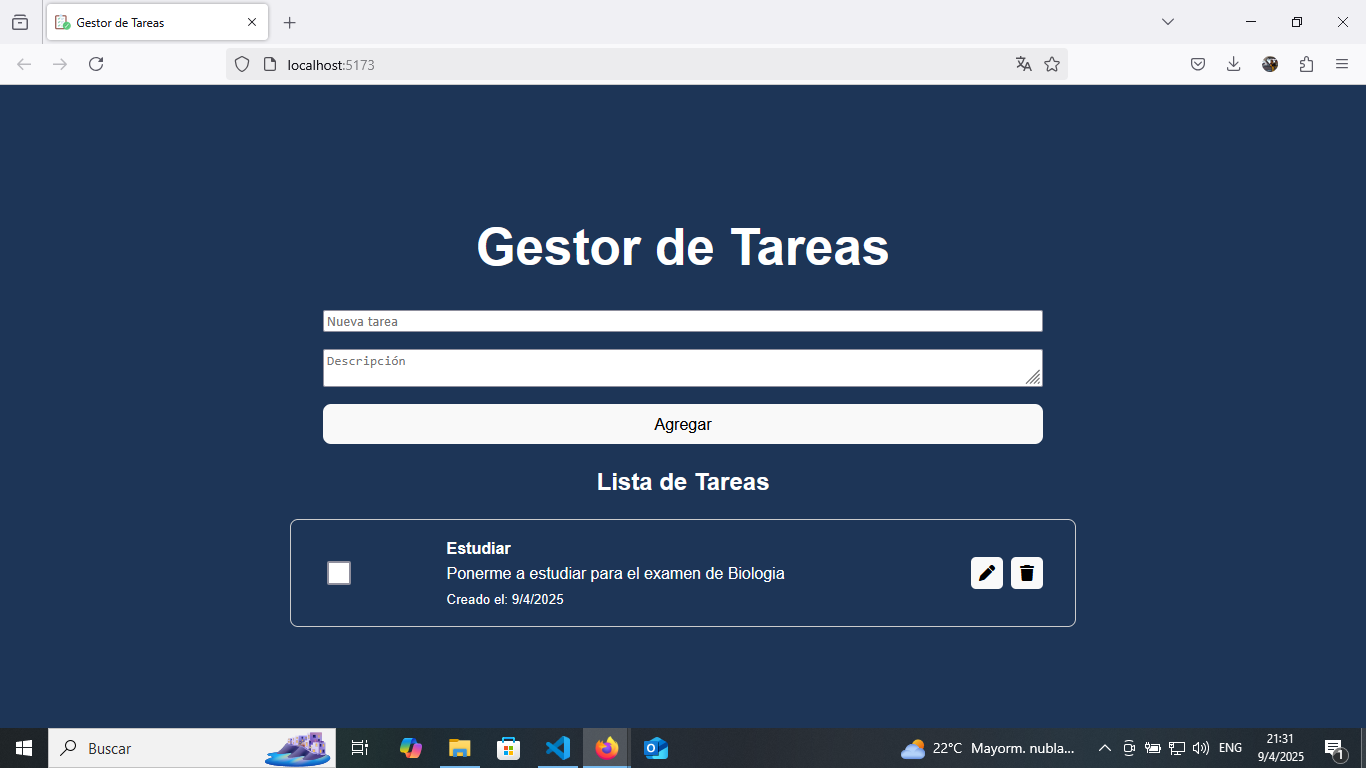 Gestor de Tareas
localhost:5173
Gestor de Tareas
Nueva tarea
Descripción
Agregar
Lista de Tareas
Estudiar
Ponerme a estudiar para el examen de Biologia
Creado el: 9/4/2025
Buscar
22°C Mayorm. nubla...
ENG
21:31
9/4/2025
1